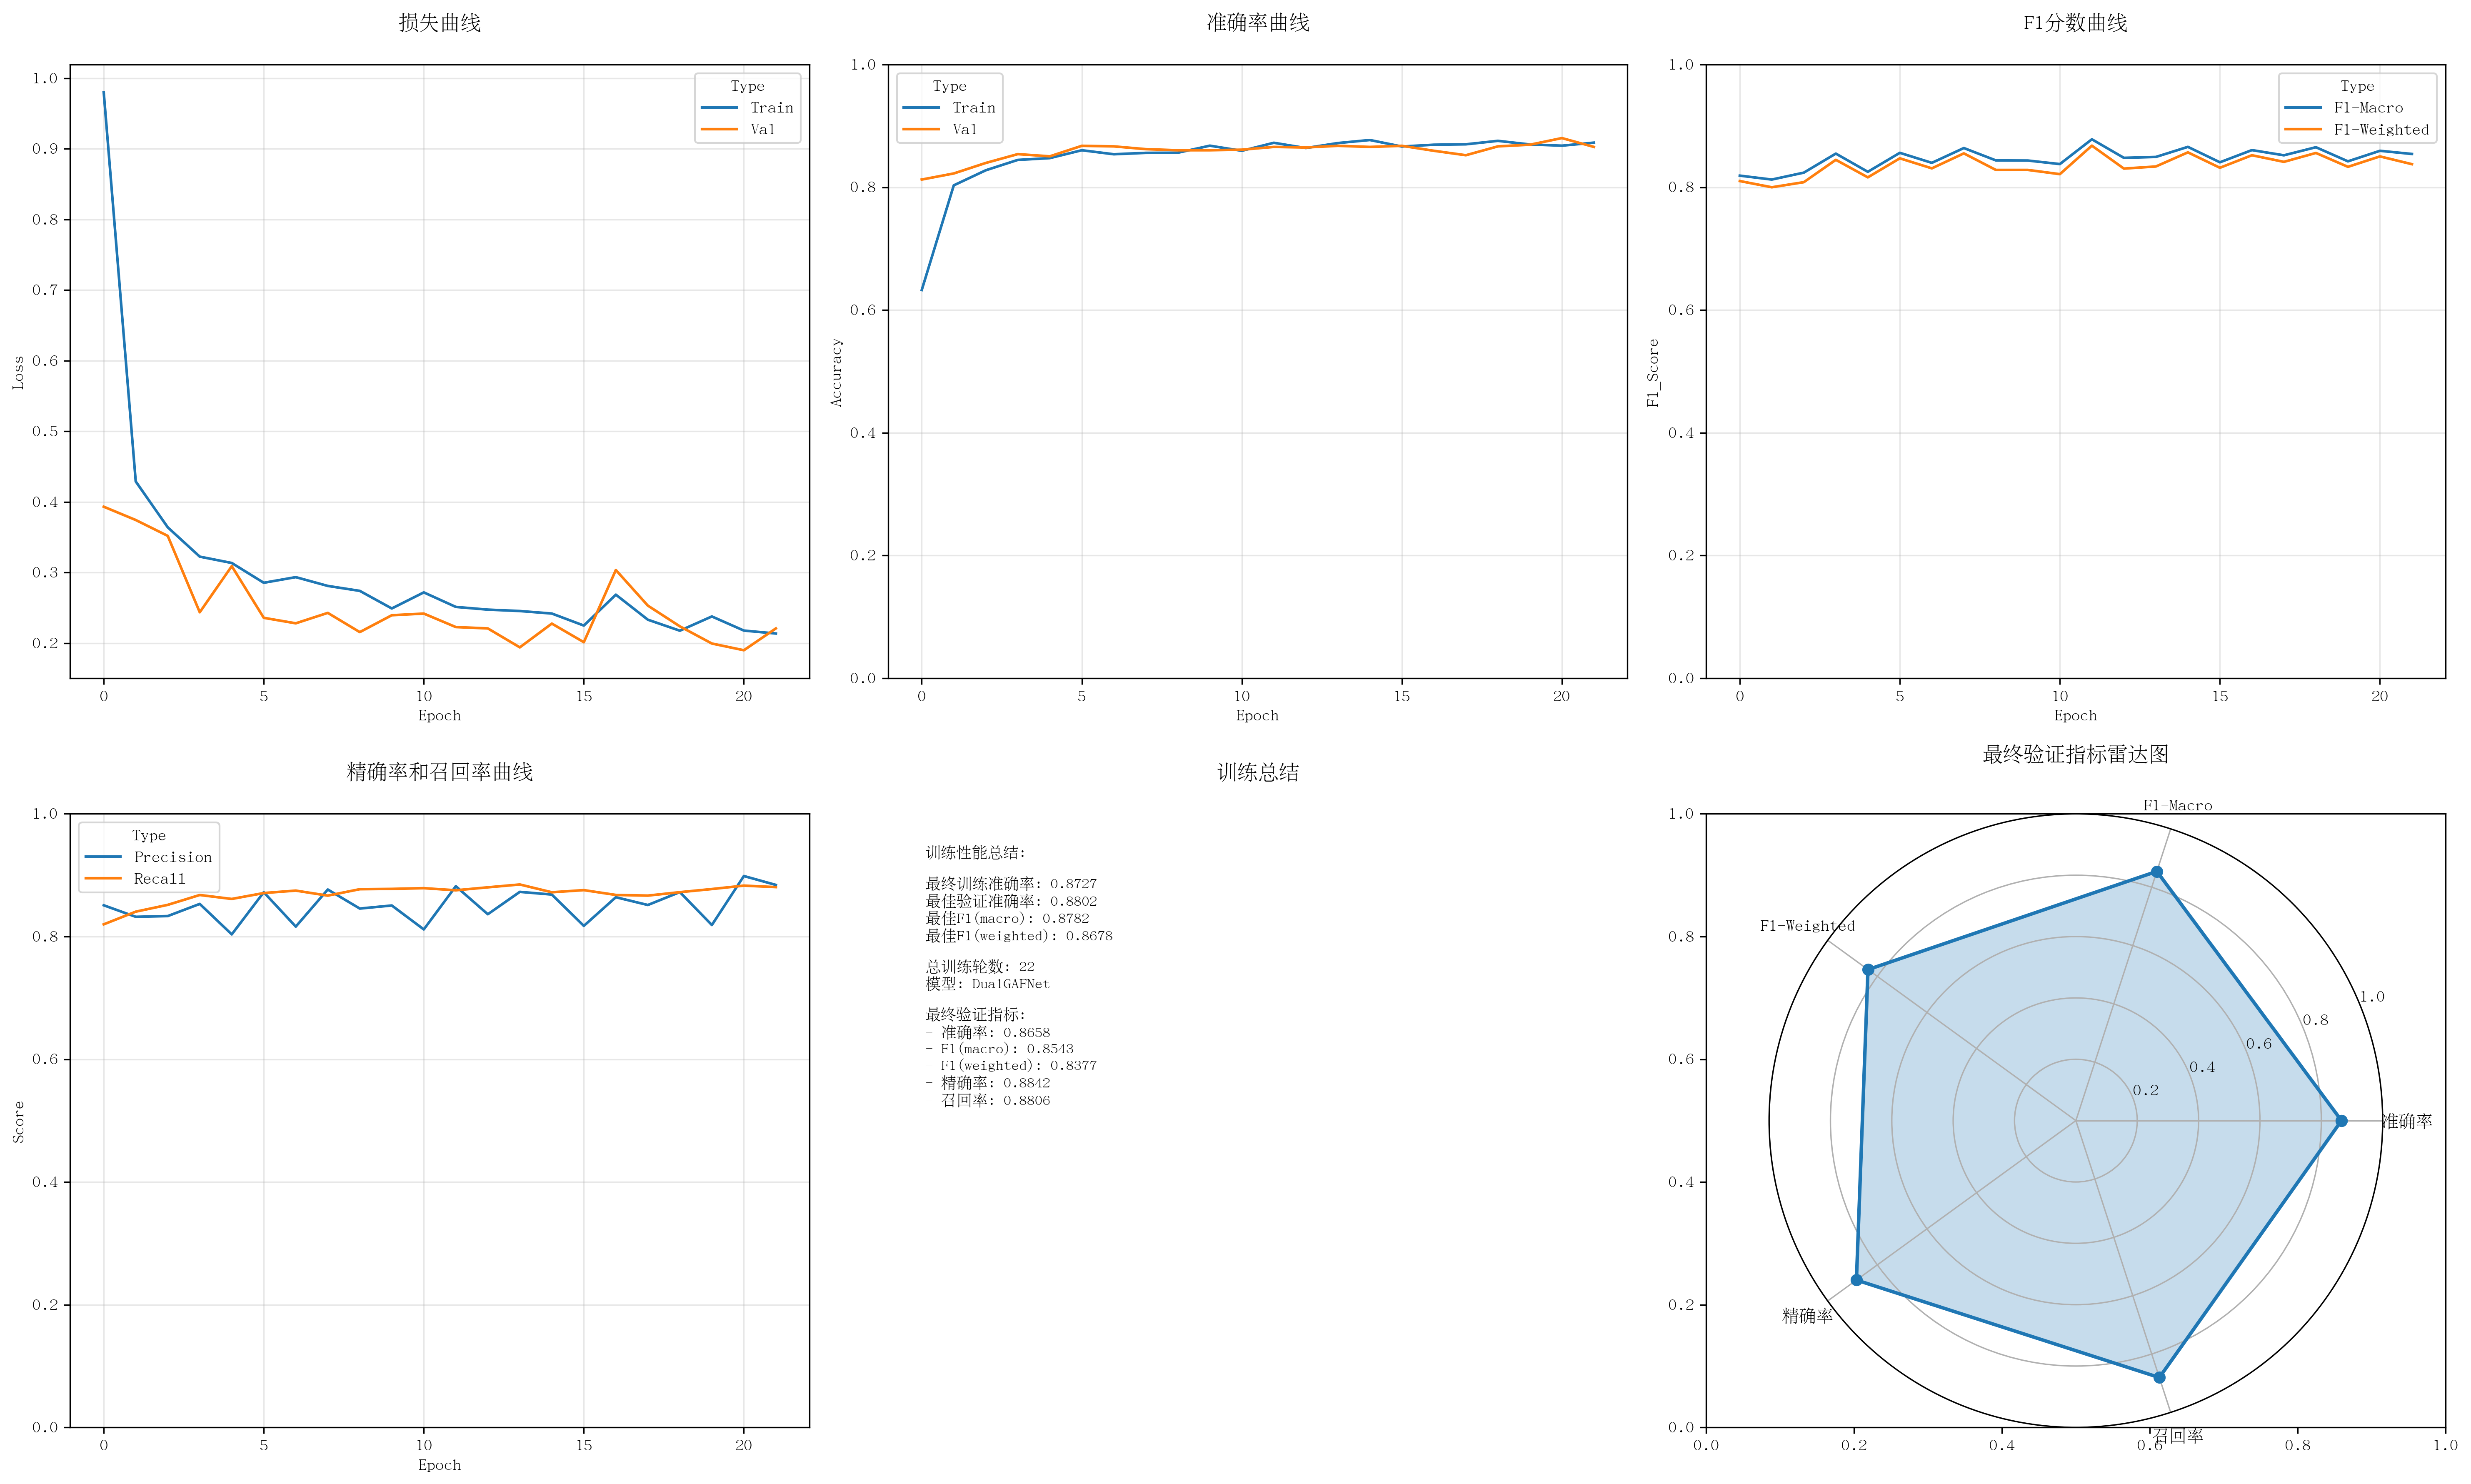 损失曲线
1.0
0.9
0.8
0.7
0.6
0.5
0.4
0.3
0.2
Loss
0 5 10 15 20
Epoch
Type
Train
Val
准确率曲线
1.0
0.8
0.6
0.4
0.2
0.0
Accuracy
0 5 10 15 20
Epoch
Type
Train
Val
F1分数曲线
1.0
0.8
0.6
0.4
0.2
0.0
F1_Score
0 5 10 15 20
Epoch
Type
F1-Macro
F1-Weighted
精确率和召回率曲线
1.0
0.8
0.6
0.4
0.2
0.0
Score
0 5 10 15 20
Epoch
Type
Precision
Recall
训练总结
训练性能总结:
最终训练准确率: 0.8727
最佳验证准确率: 0.8802
最佳F1(macro): 0.8782
最佳F1(weighted): 0.8678
总训练轮数: 22
模型: DualGAFNet
最终验证指标:
- 准确率: 0.8658
- F1(macro): 0.8543
- F1(weighted): 0.8377
- 精确率: 0.8842
- 召回率: 0.8806
最终验证指标雷达图
1.0
0.8
0.6
0.4
0.2
0.0
0.0 0.2 0.4 0.6 0.8 1.0
F1-Macro
F1-Weighted
精确率
召回率
准确率
0.2
0.4
0.6
0.8
1.0